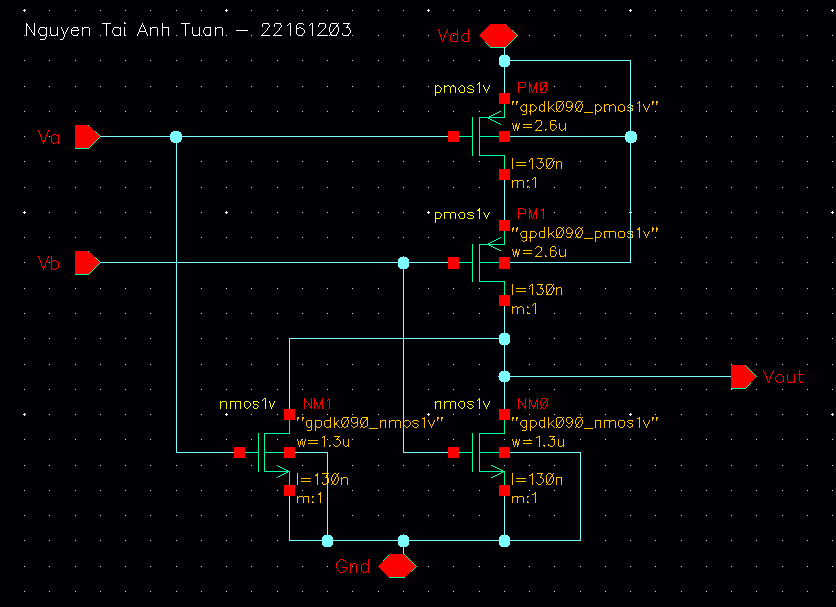 Nguyen Tai Anh Tuan - 22161203
Vdd
pmos1v PM0
"gpdk090_pmos1v"
w=2.6u
Va
l=130n
m:1
pmos1v PM1
"gpdk090_pmos1v"
w=2.6u
Vb
l=130n
m:1
Vout
nmos1v NM1
"gpdk090_nmos1v"
w=1.3u
l=130n
m:1
nmos1v NM0
"gpdk090_nmos1v"
w=1.3u
l=130n
m:1
Gnd